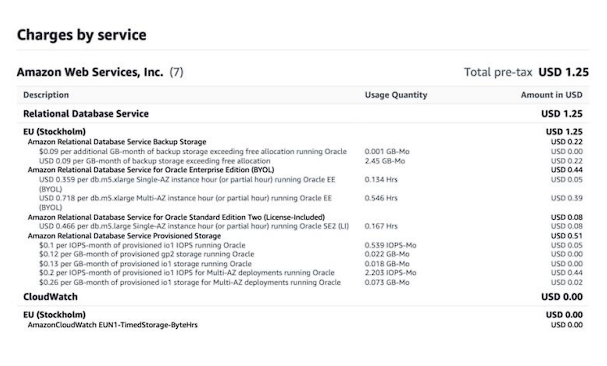 Charges by service
Amazon Web Services, Inc. (7) Total pre-tax USD 1.25
Description Usage Quantity Amount in USD
Relational Database Service USD 1.25
EU (Stockholm) USD 1.25
Amazon Relational Database Service Backup Storage USD 0.22
$0.09 per additional GB-month of backup storage exceeding free allocation running Oracle 0.001 GB-Mo USD 0.00
USD 0.09 per GB-month of backup storage exceeding free allocation 2.45 GB-Mo USD 0.22
Amazon Relational Database Service for Oracle Enterprise Edition (BYOL) USD 0.44
USD 0.359 per db.m5.xlarge Single-AZ instance hour (or partial hour) running Oracle EE 0.134 Hrs USD 0.05
(BYOL)
USD 0.718 per db.m5.xlarge Multi-AZ instance hour (or partial hour) running Oracle EE 0.546 Hrs USD 0.39
(BYOL)
Amazon Relational Database Service for Oracle Standard Edition Two (License-Included) USD 0.08
USD 0.466 per db.m5.large Single-AZ instance hour (or partial hour) running Oracle SE2 (LI) 0.167 Hrs USD 0.08
Amazon Relational Database Service Provisioned Storage USD 0.51
$0.1 per IOPS-month of provisioned io1 IOPS running Oracle 0.539 IOPS-Mo USD 0.05
$0.12 per GB-month of provisioned gp2 storage running Oracle 0.022 GB-Mo USD 0.00
$0.13 per GB-month of provisioned io1 storage running Oracle 0.018 GB-Mo USD 0.00
$0.2 per IOPS-month of provisioned io1 IOPS for Multi-AZ deployments running Oracle 2.203 IOPS-Mo USD 0.44
$0.26 per GB-month of provisioned io1 storage for Multi-AZ deployments running Oracle 0.073 GB-Mo USD 0.02
CloudWatch USD 0.00
EU (Stockholm) USD 0.00
AmazonCloudWatch EUN1-TimedStorage-ByteHrs USD 0.00